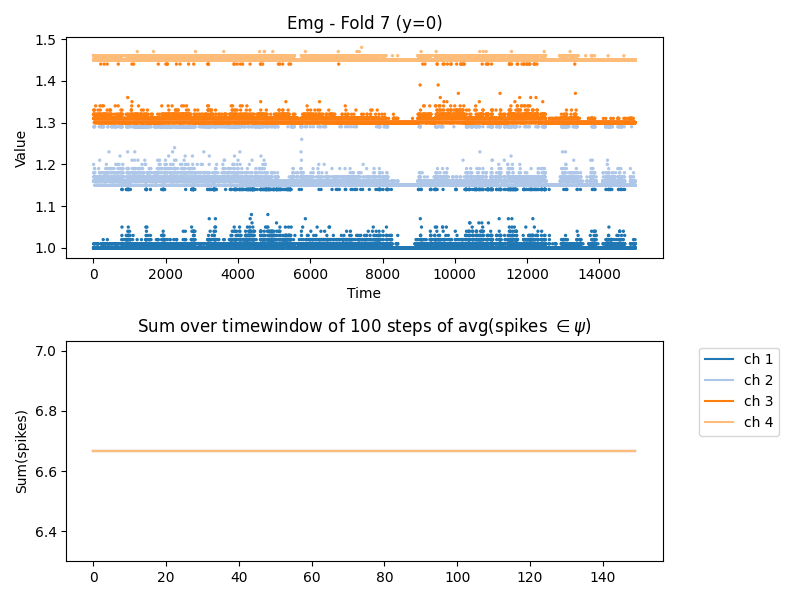 Emg - Fold 7 (y=0)
Value
1.5
1.4
1.3
1.2
1.1
1.0
0 2000 4000 6000 8000 10000 12000 14000
Time
Sum over timewindow of 100 steps of avg(spikes ∈ ψ)
Sum(spikes)
7.0
6.8
6.6
6.4
0 20 40 60 80 100 120 140
ch 1
ch 2
ch 3
ch 4